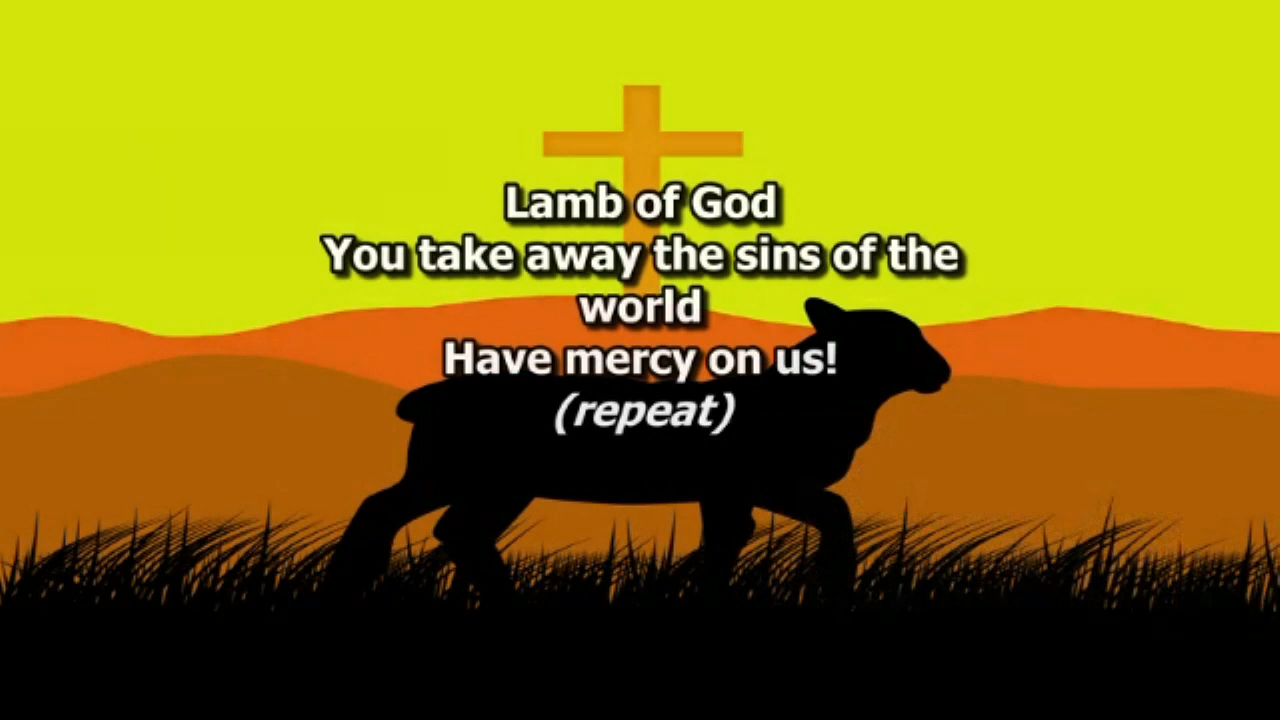 Lamb of God
You take away the sins of the
world
Have mercy on us!
(repeat)